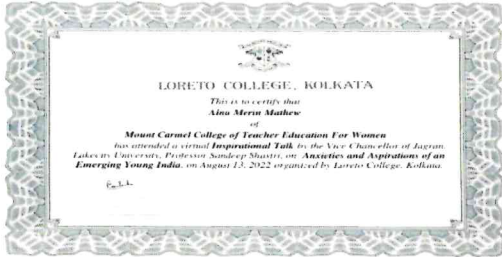 LORETO COLLEGE, KOLKATA
This is to certify that
Aino Merin Mathew
of
Mount Carmel College of Teacher Education For Women
has attended a virtual Inspirational Talk by the Vice Chancellor of Jagran
Lakecity University, Professor Sandeep Shastri, on Anxieties and Aspirations of an
Emerging Young India, on August 13, 2022 organized by Loreto College, Kolkata.